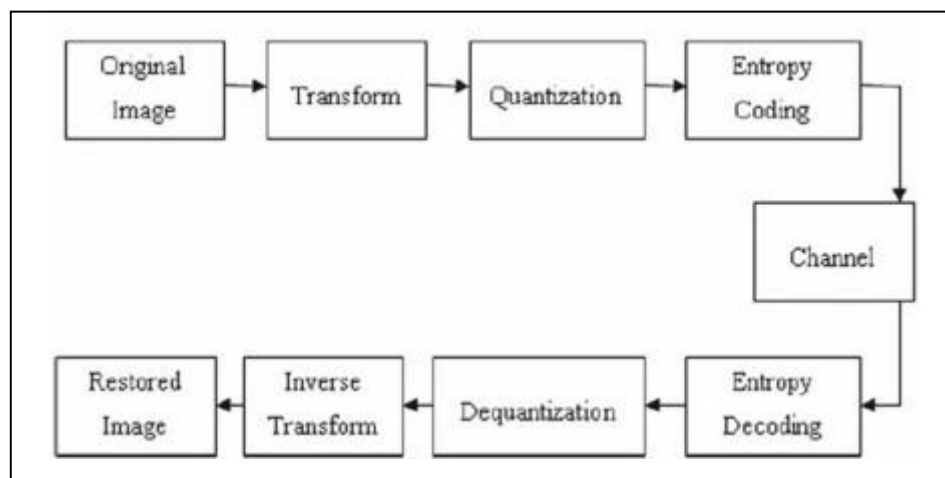 Original
Image
Transform
Quantization
Entropy
Coding
Channel
Restored
Image
Inverse
Transform
Dequantization
Entropy
Decoding